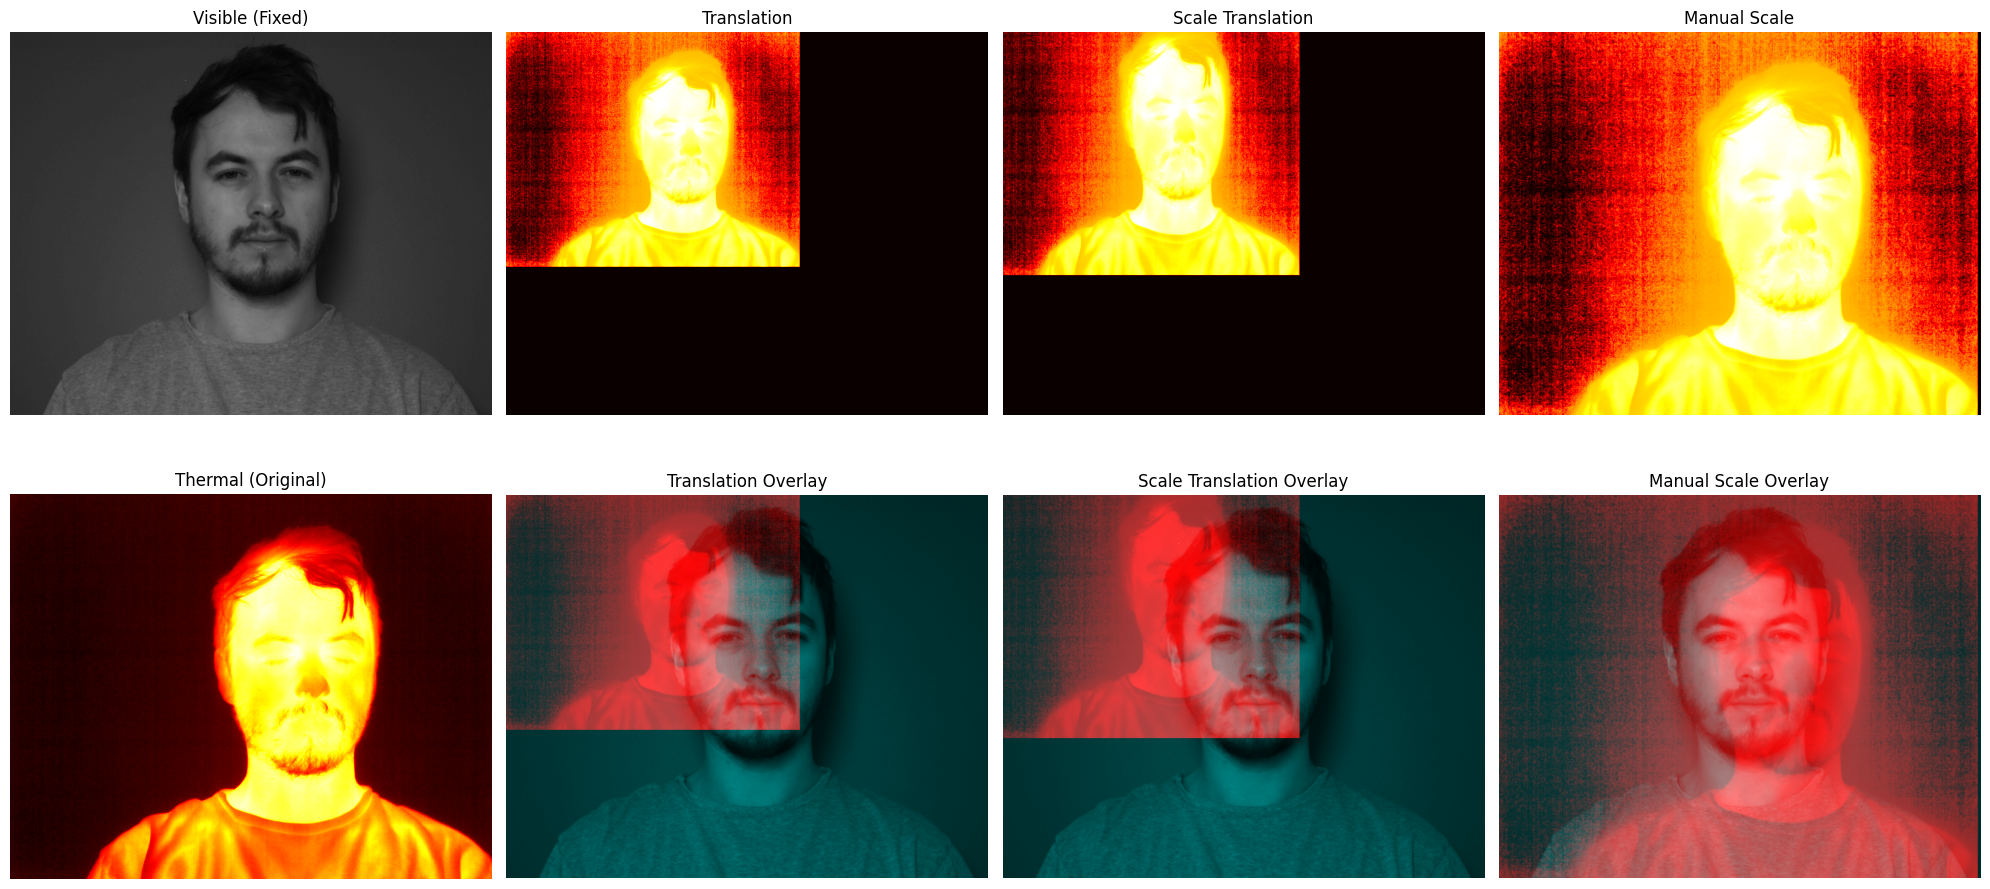 Visible (Fixed)
Translation
Scale Translation
Manual Scale
Thermal (Original)
Translation Overlay
Scale Translation Overlay
Manual Scale Overlay